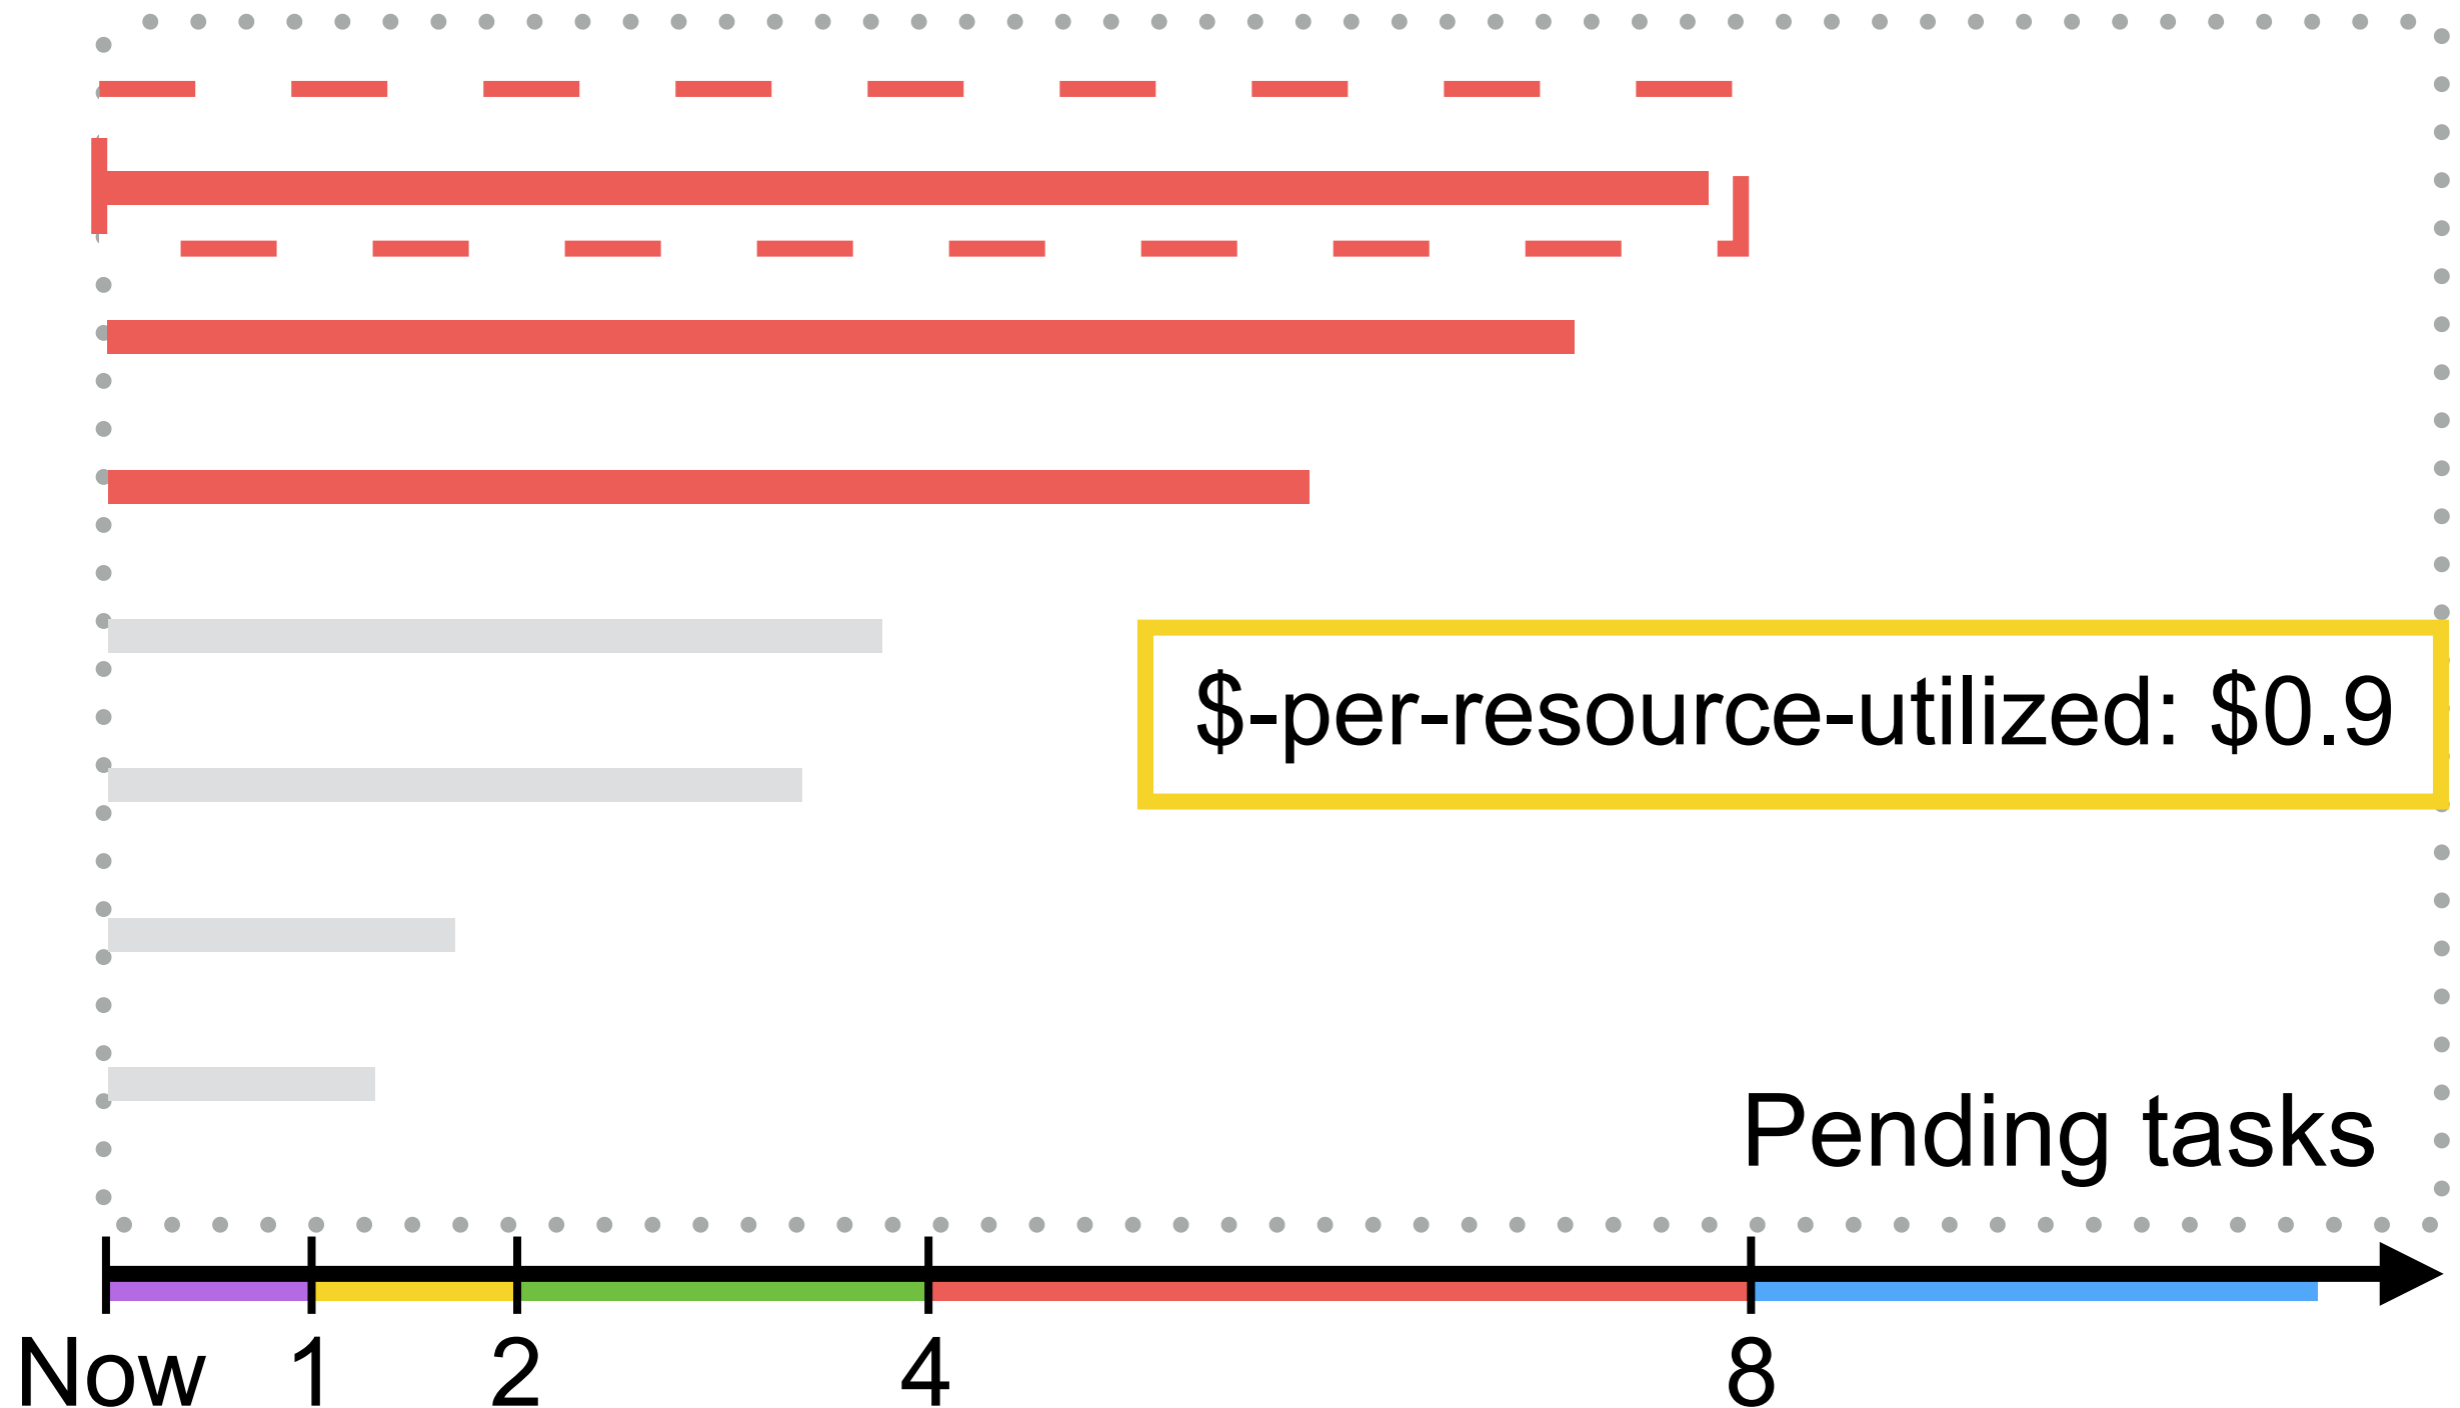 $-per-resource-utilized: $0.9
Pending tasks
Now 1 2 4 8